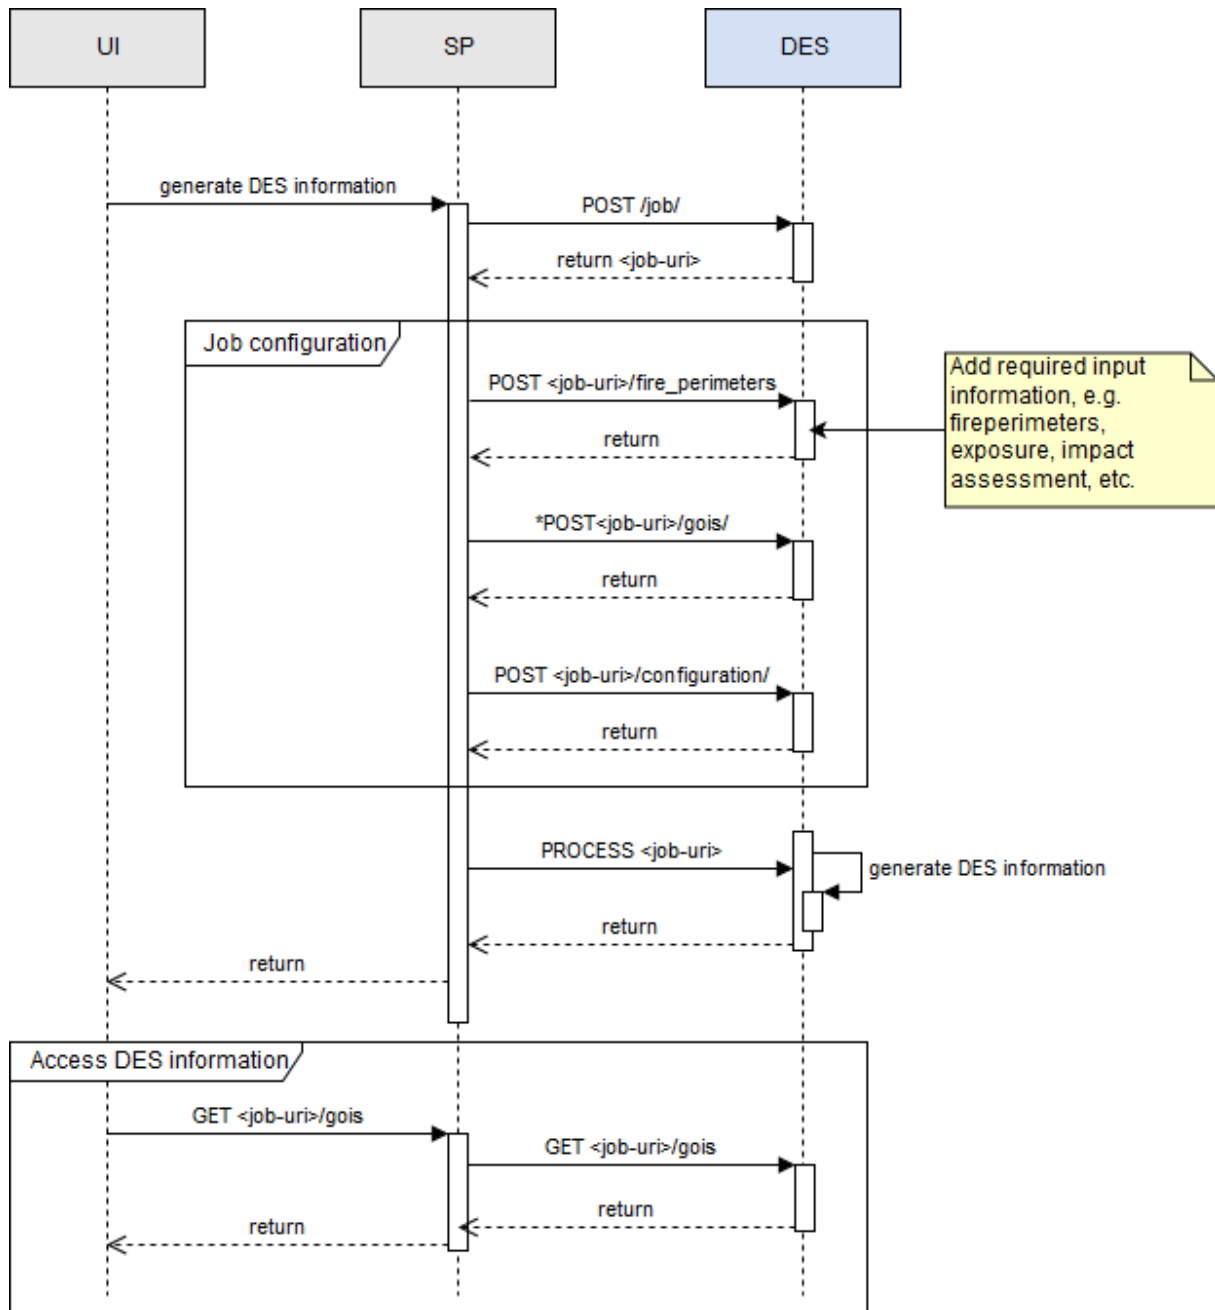 UI
SP
DES
generate DES information
POST /job/
return <job-uri>
Job configuration
POST <job-uri>/fire_perimeters
return
Add required input
information, e.g.
fireperimeters,
exposure, impact
assessment, etc.
*POST<job-uri>/gois/
return
POST <job-uri>/configuration/
return
PROCESS <job-uri>
generate DES information
return
return
Access DES information
GET <job-uri>/gois
GET <job-uri>/gois
return
return